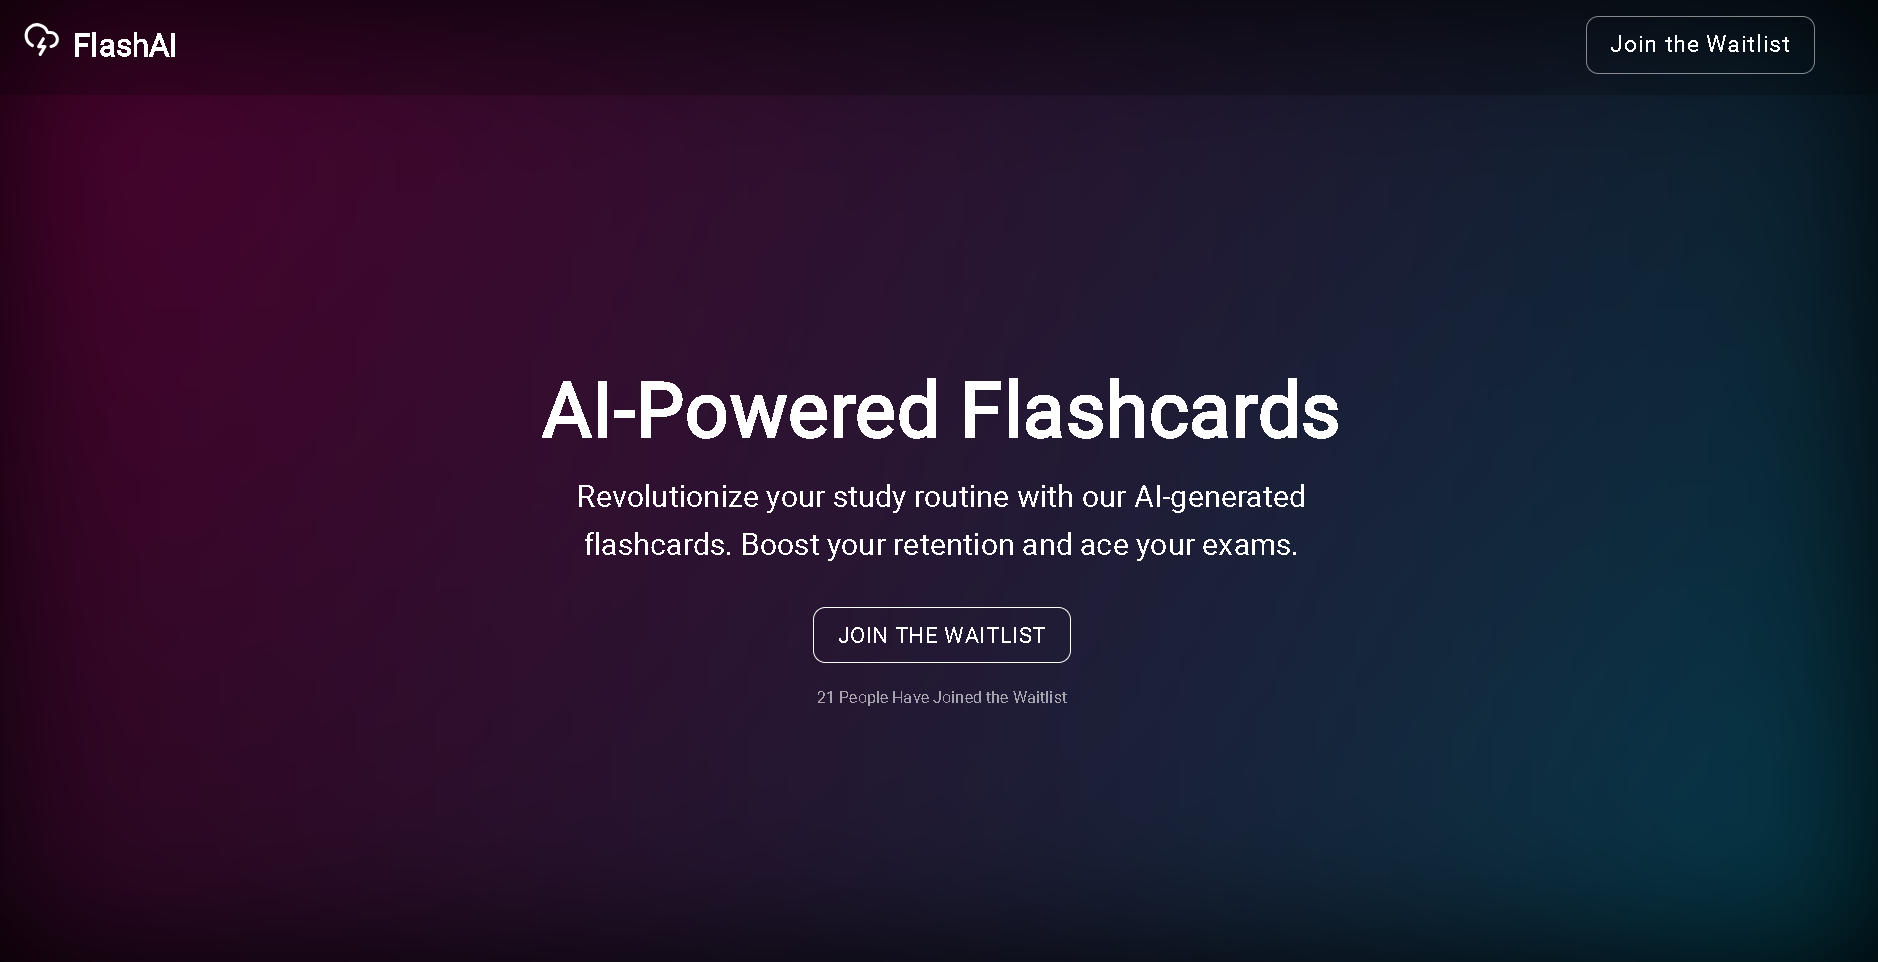 FlashAI
Join the Waitlist
AI-Powered Flashcards
Revolutionize your study routine with our AI-generated
flashcards. Boost your retention and ace your exams.
JOIN THE WAITLIST
21 People Have Joined the Waitlist